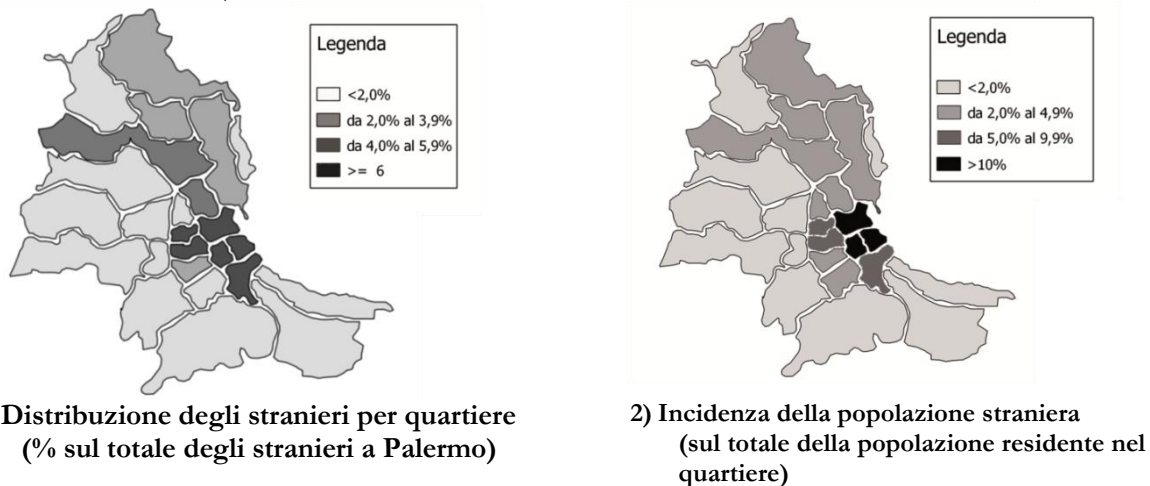 Legenda
<2,0%
da 2,0% al 3,9%
da 4,0% al 5,9%
>= 6
Distribuzione degli stranieri per quartiere
(% sul totale degli stranieri a Palermo)
Legenda
<2,0%
da 2,0% al 4,9%
da 5,0% al 9,9%
>10%
2) Incidenza della popolazione straniera
(sul totale della popolazione residente nel
quartiere)